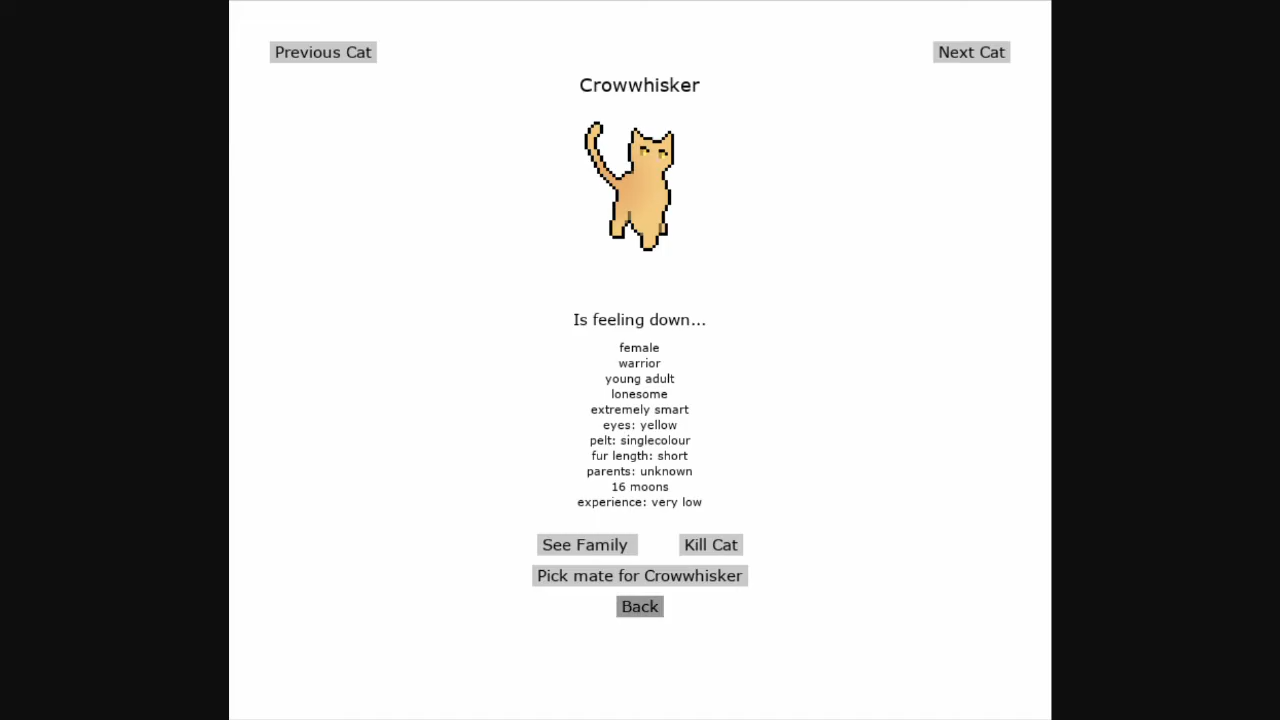 Previous Cat
Next Cat
Crowwhisker
Is feeling down...
female
warrior
young adult
lonesome
extremely smart
eyes: yellow
pelt: singlecolour
fur length: short
parents: unknown
16 moons
experience: very low
See Family
Kill Cat
Pick mate for Crowwhisker
Back